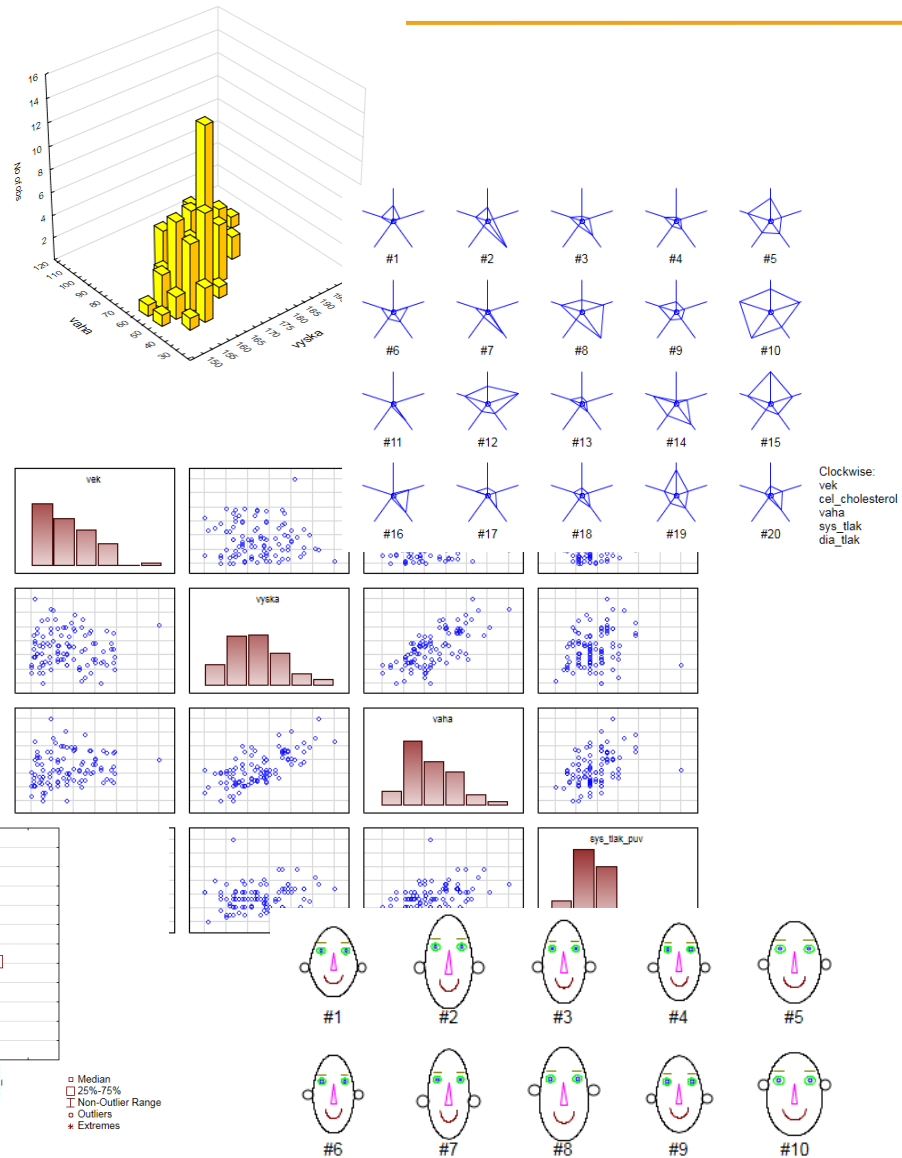 16
14
12
10
8
6
4
2
No of obs
120
110
100
90
80
70
60
50
40
30
vaha
150
155
160
165
170
175
180
185
190
vyska
#1 #2 #3 #4 #5
#6 #7 #8 #9 #10
#11 #12 #13 #14 #15
#16 #17 #18 #19 #20
Clockwise:
vek
cel_cholesterol
vaha
sys_tlak
dia_tlak
vek
vyska
vaha
sys_tlak_puv
#1 #2 #3 #4 #5
Median
25%-75%
Non-Outlier Range
Outliers
Extremes
#6 #7 #8 #9 #10